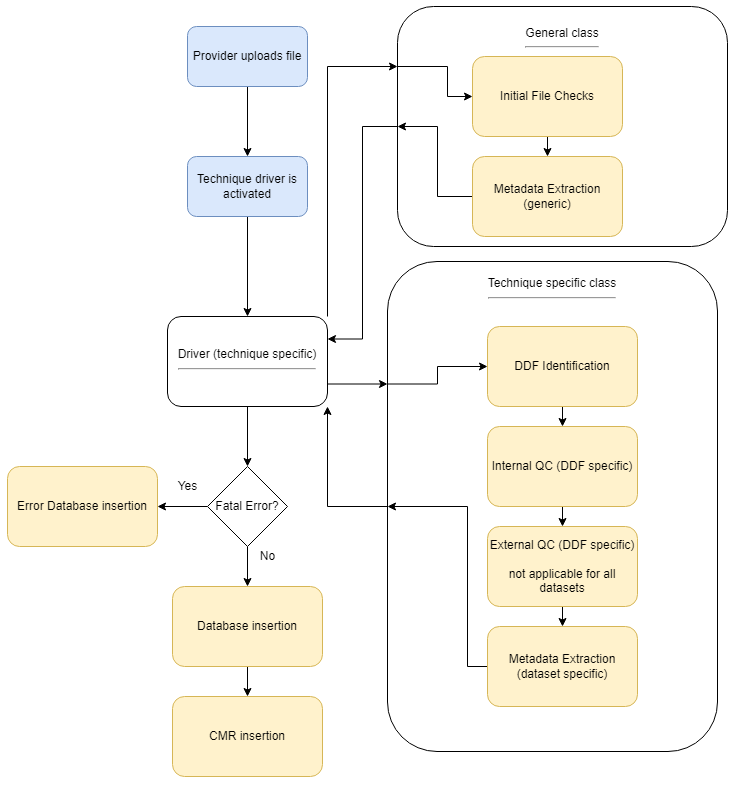 Provider uploads file
Technique driver is
activated
General class
Initial File Checks
Metadata Extraction
(generic)
Driver (technique specific)
Technique specific class
DDF Identification
Internal QC (DDF specific)
External QC (DDF specific)
not applicable for all
datasets
Metadata Extraction
(dataset specific)
Fatal Error?
Yes
Error Database insertion
No
Database insertion
CMR insertion